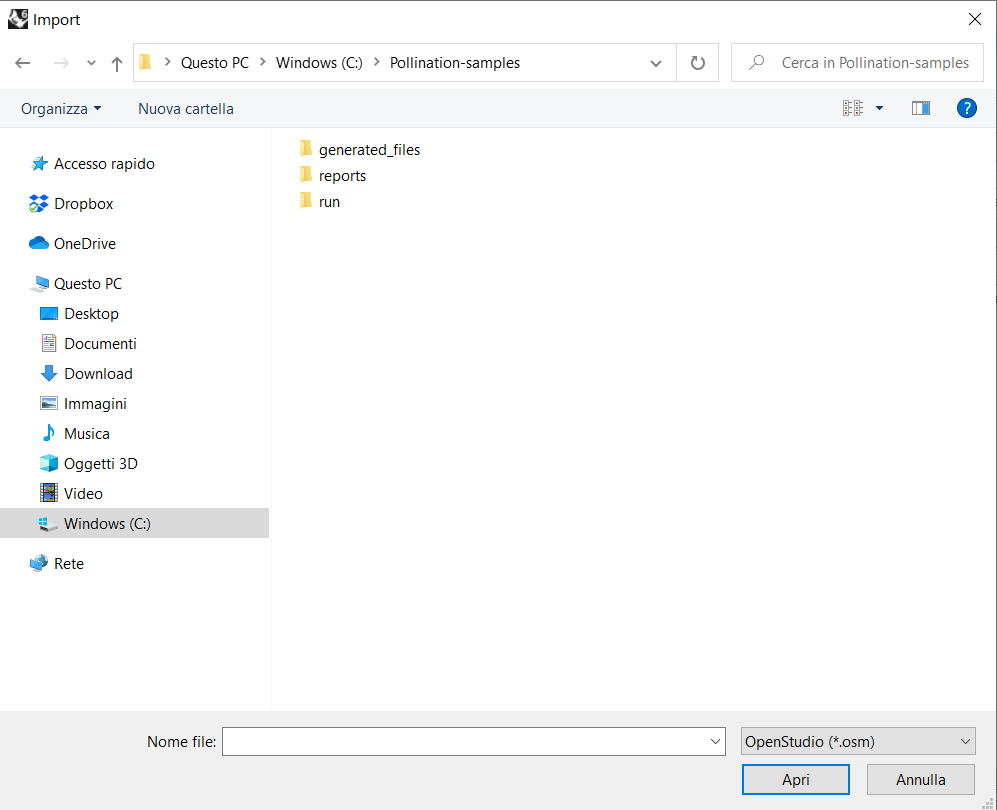 Import
Questo PC > Windows (C:) > Pollination-samples
Cerca in Pollination-samples
Organizza
Nuova cartella
?
Accesso rapido
Dropbox
OneDrive
Questo PC
Desktop
Documenti
Download
Immagini
Musica
Oggetti 3D
Video
Windows (C:)
Rete
generated_files
reports
run
Nome file:
OpenStudio (*.osm)
Apri
Annulla